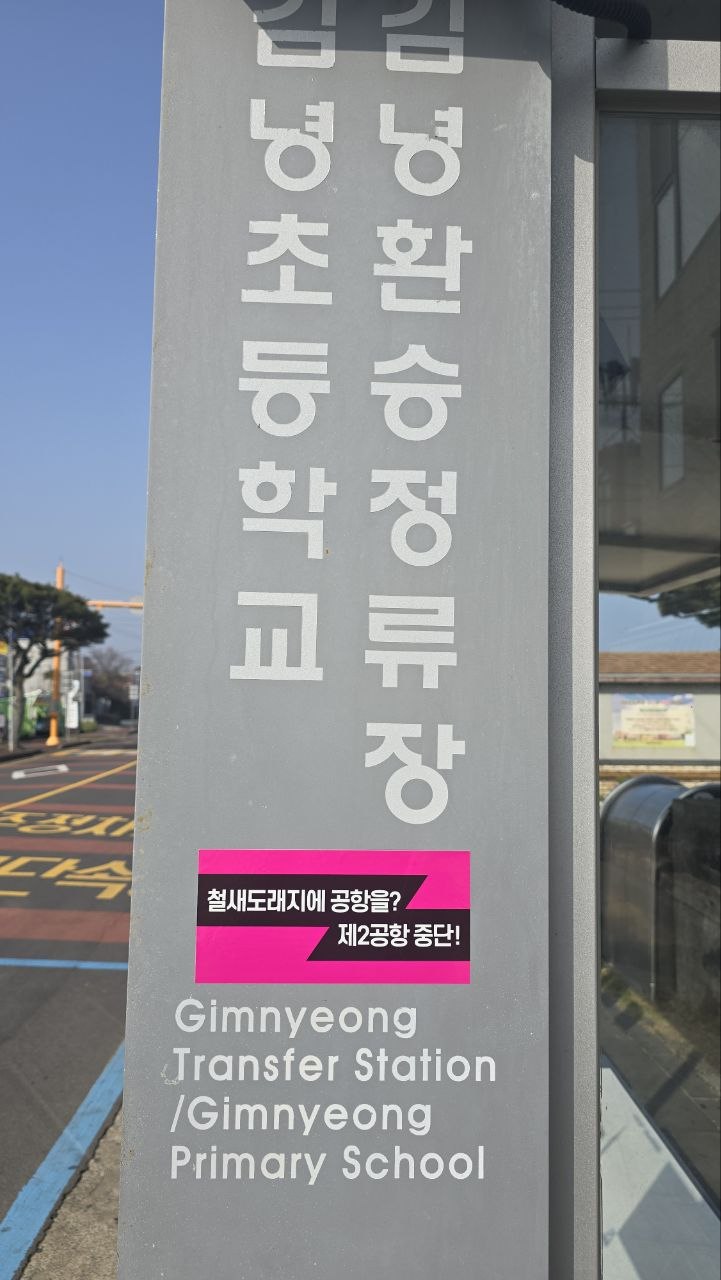 김녕환승정류장
김녕초등학교
철새도래지에 공항을?
제2공항 중단!
Gimnyeong
Transfer Station
/Gimnyeong
Primary School